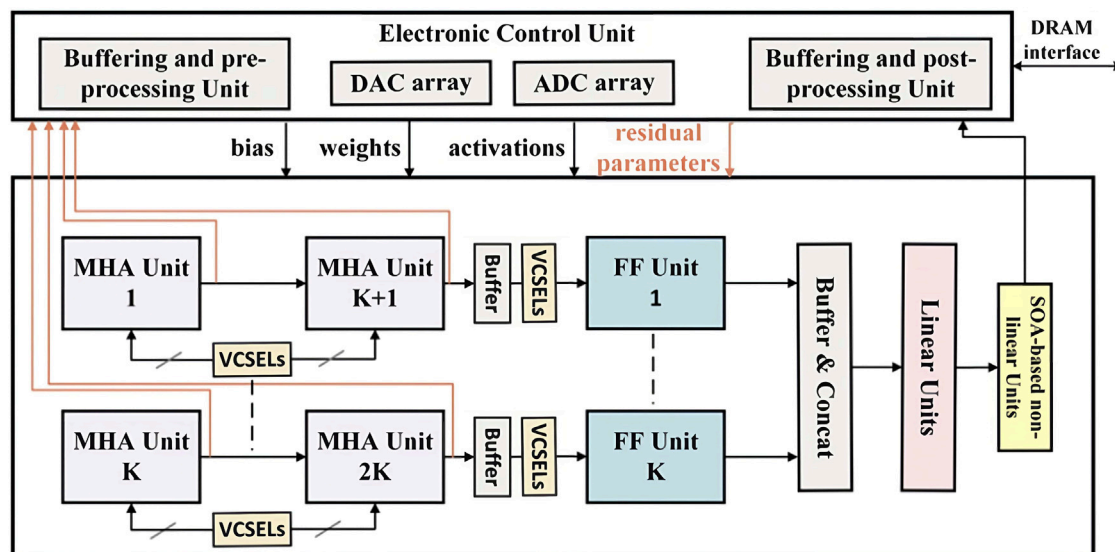 Electronic Control Unit
Buffering and pre-
processing Unit
DAC array
ADC array
Buffering and post-
processing Unit
DRAM
interface
bias
weights
activations
residual
parameters
MHA Unit
1
MHA Unit
K+1
Buffer
VCSELs
FF Unit
1
VCSELs
MHA Unit
K
MHA Unit
2K
Buffer
VCSELs
FF Unit
K
VCSELs
Buffer & Concat
Linear Units
SOA-based non-
linear Units